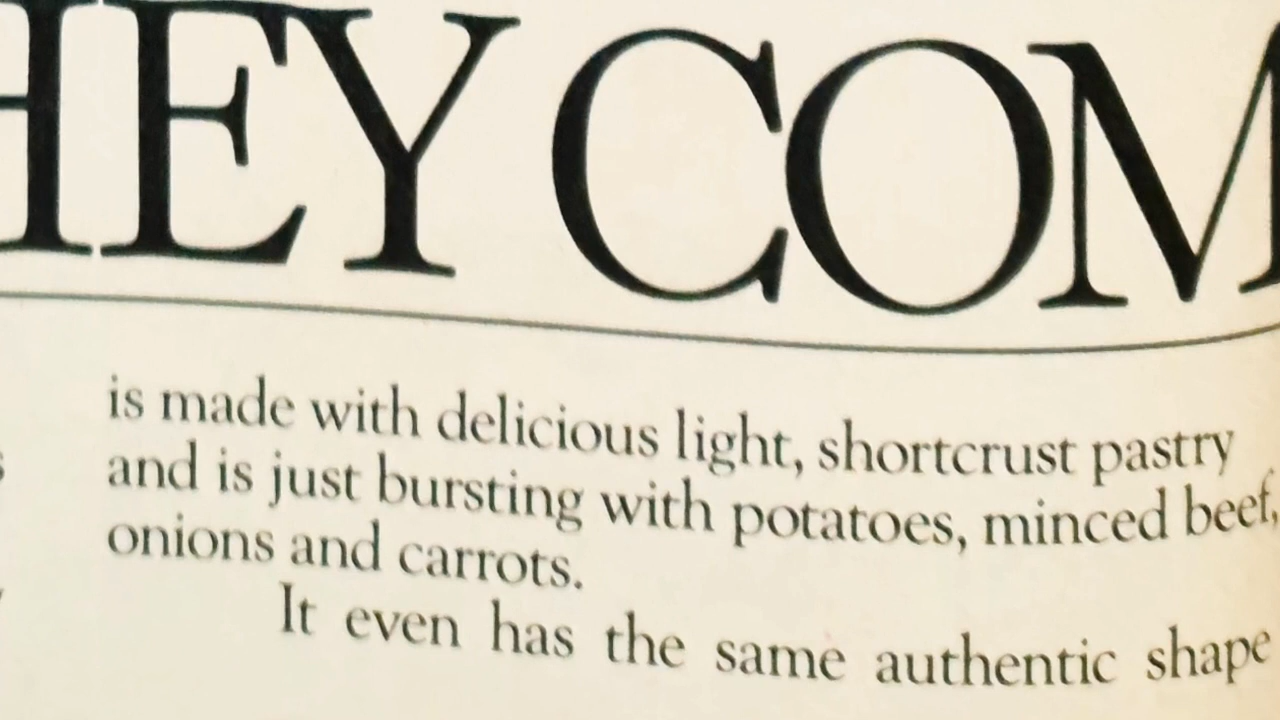 HEY COM
is made with delicious light, shortcrust pastry
and is just bursting with potatoes, minced beef,
onions and carrots.
It even has the same authentic shape